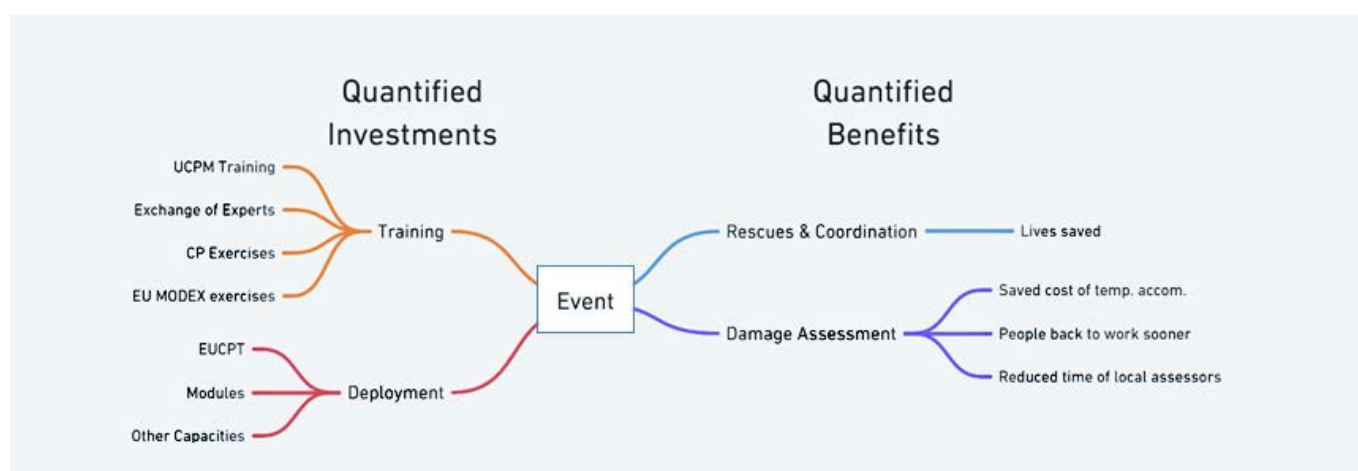 Quantified
Investments
Quantified
Benefits
UCPM Training
Exchange of Experts
CP Exercises
EU MODEX exercises
Training
EUCPT
Modules
Other Capacities
Deployment
Event
Rescues & Coordination
Lives saved
Damage Assessment
Saved cost of temp. accom.
People back to work sooner
Reduced time of local assessors